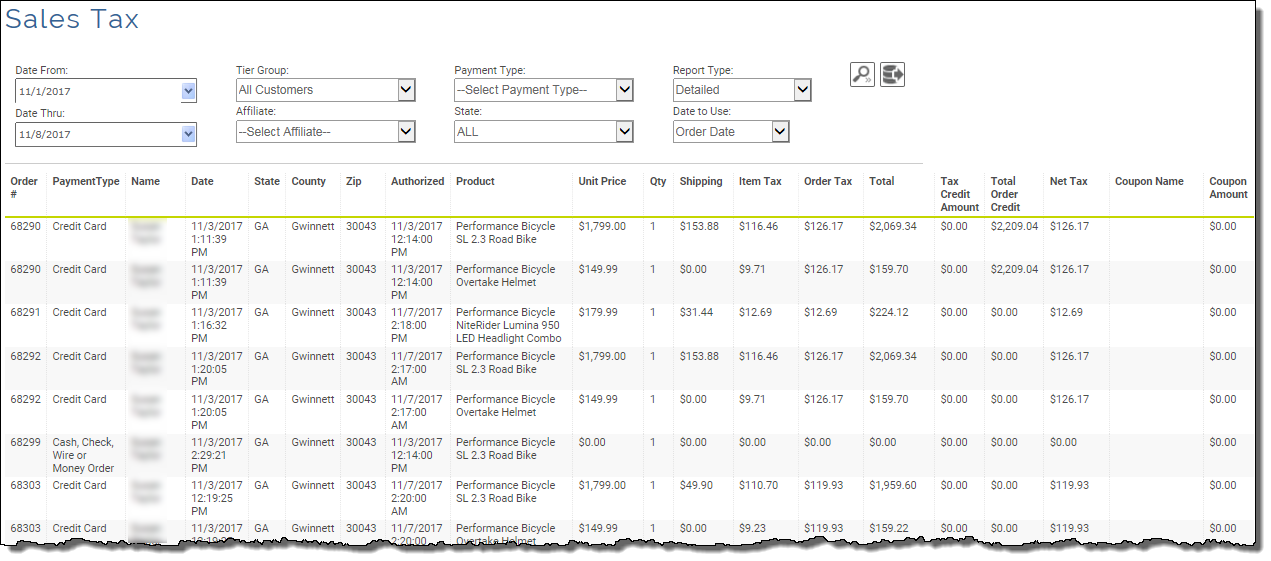 Sales Tax
Date From: Tier Group: Payment Type: Report Type:
11/1/2017 All Customers --Select Payment Type-- Detailed
Date Thru: Affiliate: State: Date to Use:
11/8/2017 --Select Affiliate-- ALL Order Date
Order PaymentType Name Date State County Zip Authorized Product Unit Price Qty Shipping Item Tax Order Tax Total Tax Total Net Tax Coupon Name Coupon
# Credit Order Amount
Amount Credit
68290 Credit Card 11/3/2017 GA Gwinnett 30043 11/3/2017 Performance Bicycle $1,799.00 1 $153.88 $116.46 $126.17 $2,069.34 $0.00 $2,209.04 $126.17 $0.00
1:11:39 12:14:00 SL 2.3 Road Bike
PM PM
68290 Credit Card 11/3/2017 GA Gwinnett 30043 11/3/2017 Performance Bicycle $149.99 1 $0.00 $9.71 $126.17 $159.70 $0.00 $2,209.04 $126.17 $0.00
1:11:39 12:14:00 Overtake Helmet
PM PM
68291 Credit Card 11/3/2017 GA Gwinnett 30043 11/7/2017 Performance Bicycle $179.99 1 $31.44 $12.69 $12.69 $224.12 $0.00 $0.00 $12.69 $0.00
1:16:32 2:18:00 NiteRider Lumina 950
PM PM LED Headlight Combo
68292 Credit Card 11/3/2017 GA Gwinnett 30043 11/7/2017 Performance Bicycle $1,799.00 1 $153.88 $116.46 $126.17 $2,069.34 $0.00 $0.00 $126.17 $0.00
1:20:05 2:17:00 SL 2.3 Road Bike
PM AM
68292 Credit Card 11/3/2017 GA Gwinnett 30043 11/7/2017 Performance Bicycle $149.99 1 $0.00 $9.71 $126.17 $159.70 $0.00 $0.00 $126.17 $0.00
1:20:05 2:17:00 Overtake Helmet
PM AM
68299 Cash, Check, 11/3/2017 GA Gwinnett 30043 11/3/2017 Performance Bicycle $0.00 1 $0.00 $0.00 $0.00 $0.00 $0.00 $0.00 $0.00 $0.00
Wire or 2:29:21 12:14:00 SL 2.3 Road Bike
Money Order PM PM
68303 Credit Card 11/3/2017 GA Gwinnett 30043 11/7/2017 Performance Bicycle $1,799.00 1 $49.90 $110.70 $119.93 $1,959.60 $0.00 $0.00 $119.93 $0.00
12:19:25 2:20:00 SL 2.3 Road Bike
PM AM
68303 Credit Card 11/3/2017 GA Gwinnett 30043 11/7/2017 Performance Bicycle $149.99 1 $0.00 $9.23 $119.93 $159.22 $0.00 $0.00 $119.93 $0.00
2:20:00 Overtake Helmet